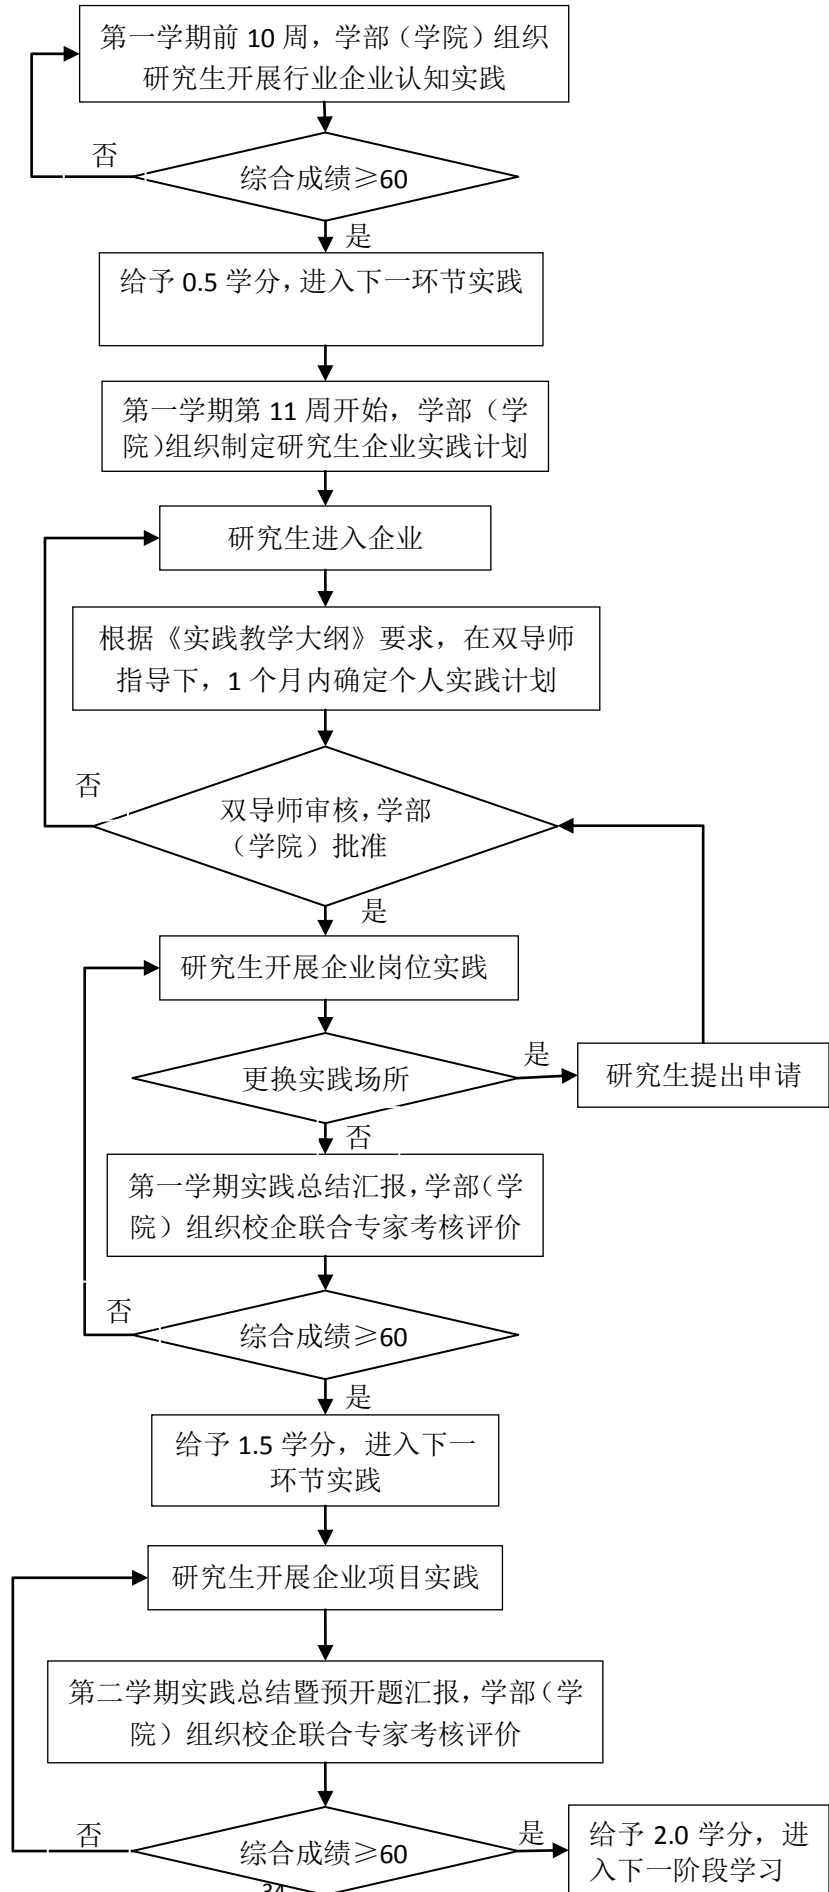 第一学期前 10 周，学部（学院）组织
研究生开展行业企业认知实践
否
综合成绩≥60
是
给予 0.5 学分，进入下一环节实践
第一学期第 11 周开始，学部（学
院）组织制定研究生企业实践计划
研究生进入企业
根据《实践教学大纲》要求，在双导师
指导下，1 个月内确定个人实践计划
否
双导师审核，学部
（学院）批准
是
研究生开展企业岗位实践
更换实践场所
是
研究生提出申请
否
第一学期实践总结汇报，学部（学
院）组织校企联合专家考核评价
否
综合成绩≥60
是
给予 1.5 学分，进入下一
环节实践
研究生开展企业项目实践
第二学期实践总结暨预开题汇报，学部（学
院）组织校企联合专家考核评价
否
综合成绩≥60
是
给予 2.0 学分，进
入下一阶段学习
34